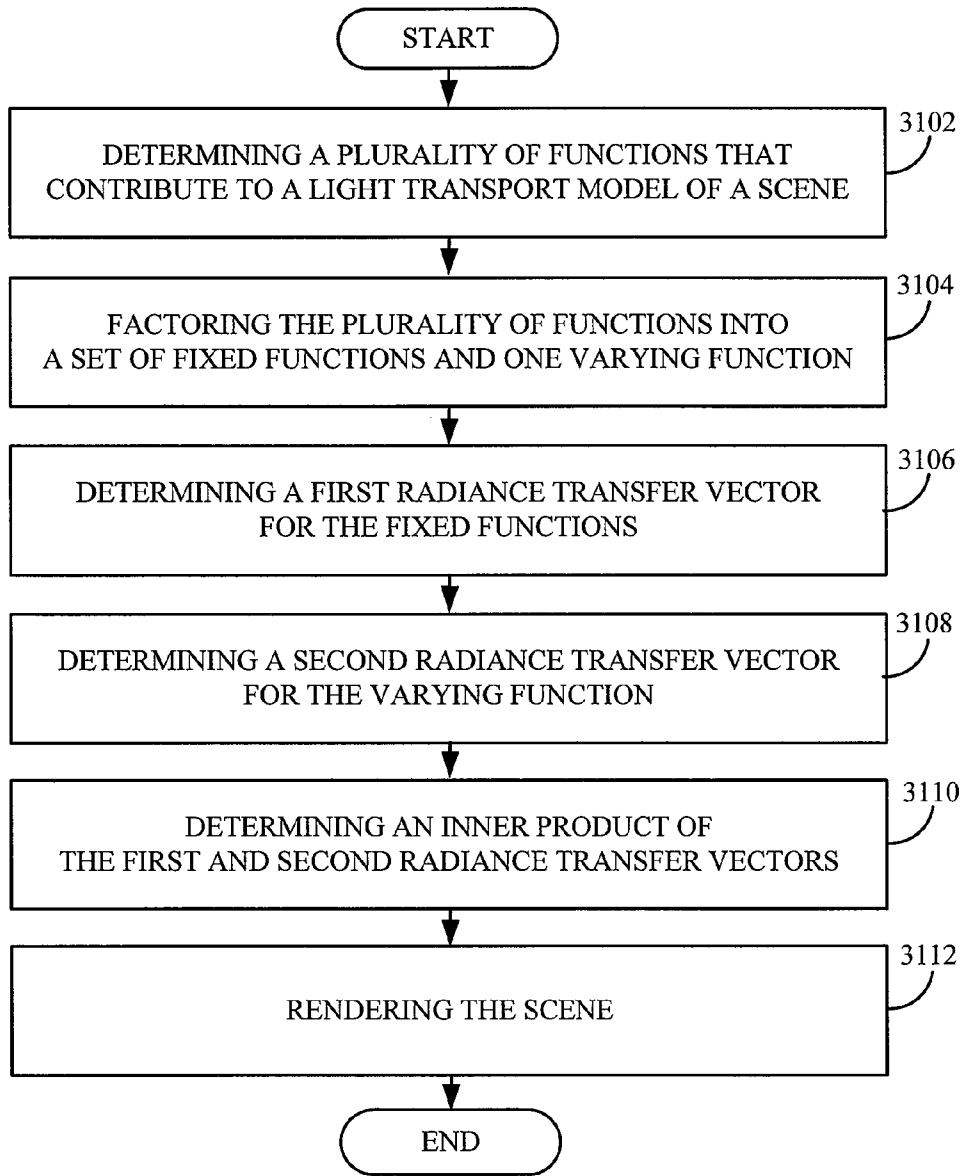 START
3102
DETERMINING A PLURALITY OF FUNCTIONS THAT
CONTRIBUTE TO A LIGHT TRANSPORT MODEL OF A SCENE
3104
FACTORING THE PLURALITY OF FUNCTIONS INTO
A SET OF FIXED FUNCTIONS AND ONE VARYING FUNCTION
3106
DETERMINING A FIRST RADIANCE TRANSFER VECTOR
FOR THE FIXED FUNCTIONS
3108
DETERMINING A SECOND RADIANCE TRANSFER VECTOR
FOR THE VARYING FUNCTION
3110
DETERMINING AN INNER PRODUCT OF
THE FIRST AND SECOND RADIANCE TRANSFER VECTORS
3112
RENDERING THE SCENE
END